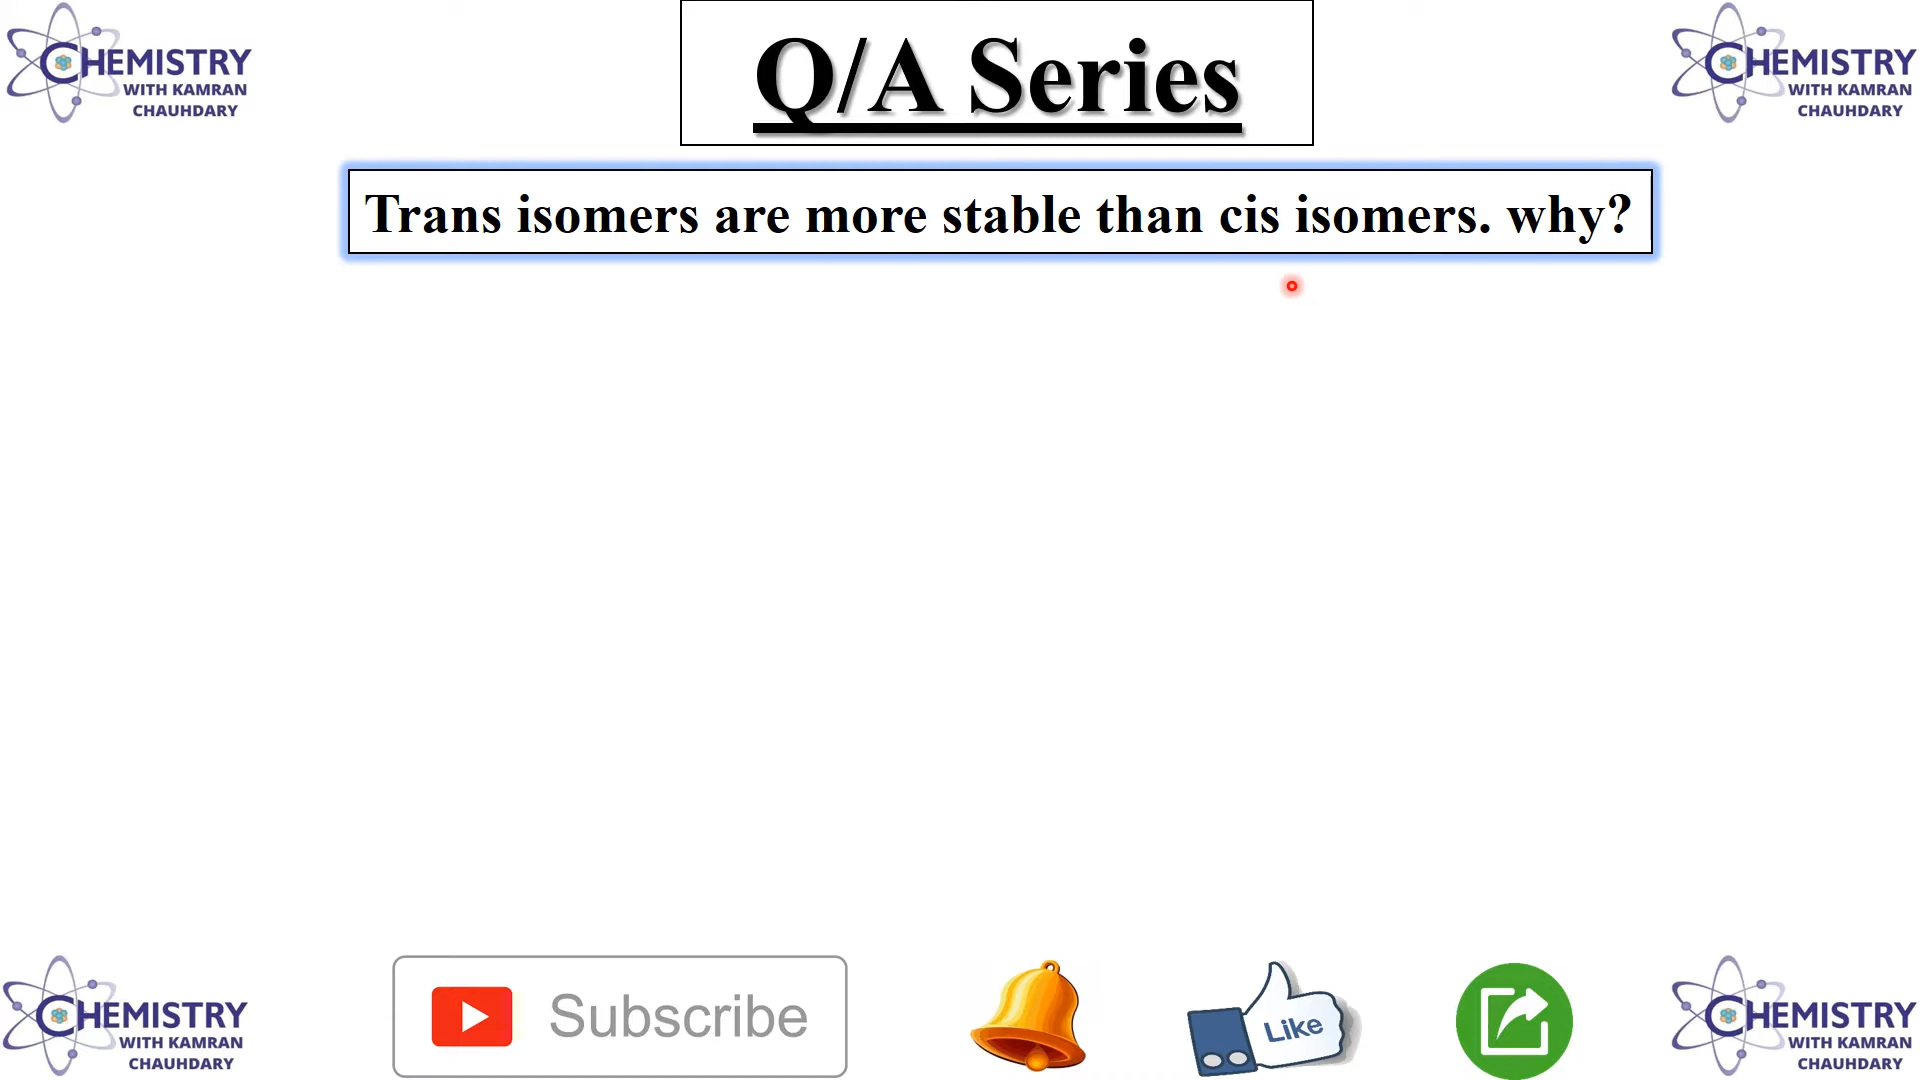 CHEMISTRY
WITH KAMRAN
CHAUHDARY
Q/A Series
CHEMISTRY
WITH KAMRAN
CHAUHDARY
Trans isomers are more stable than cis isomers. why?
CHEMISTRY
WITH KAMRAN
CHAUHDARY
Subscribe
Like
CHEMISTRY
WITH KAMRAN
CHAUHDARY